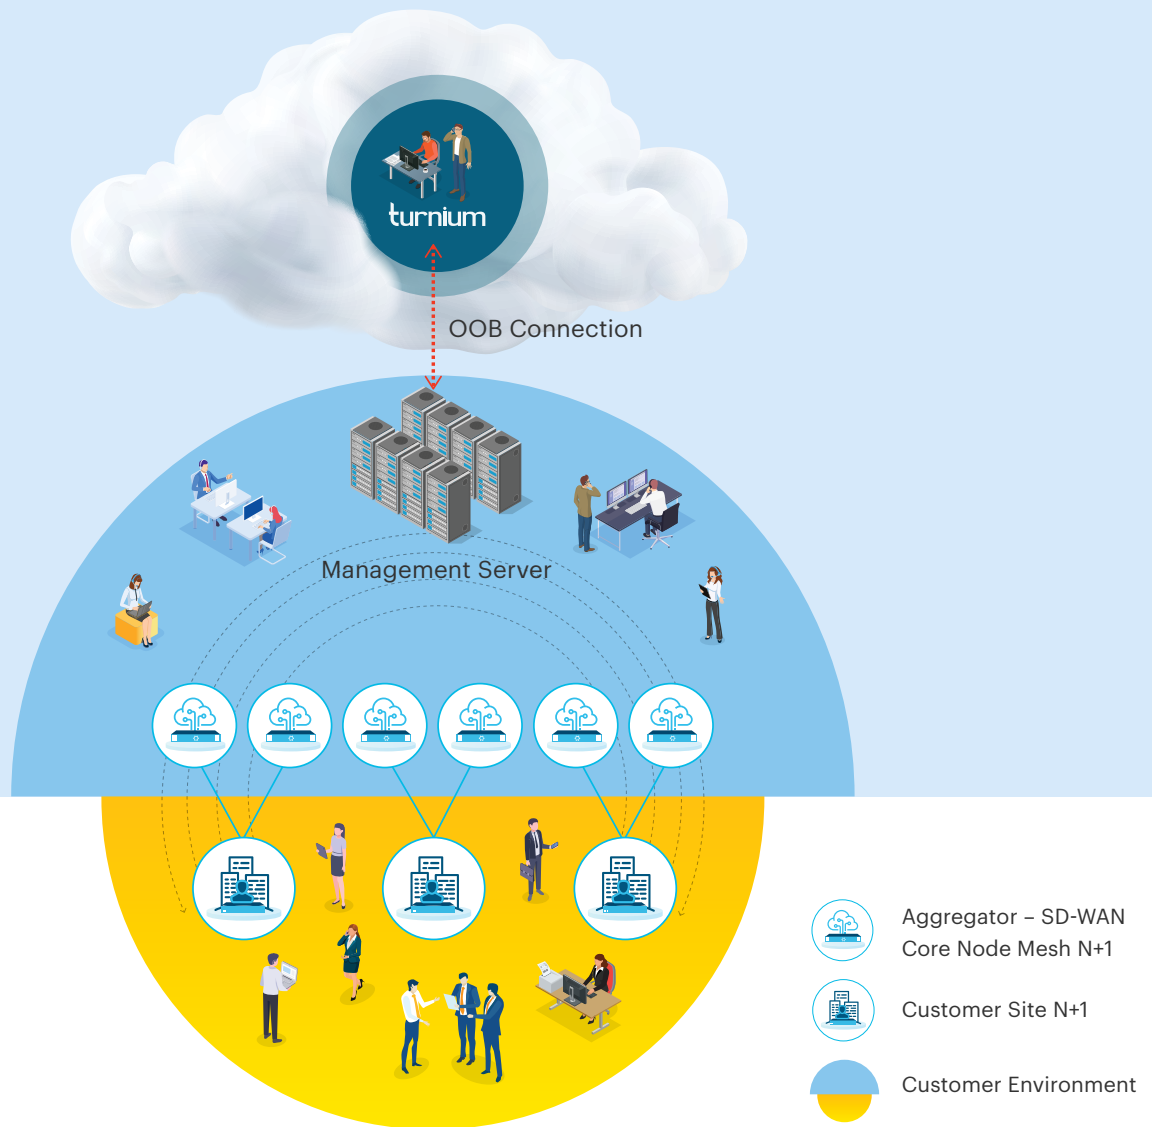 turnium
OOB Connection
Management Server
Aggregator – SD-WAN
Core Node Mesh N+1
Customer Site N+1
Customer Environment